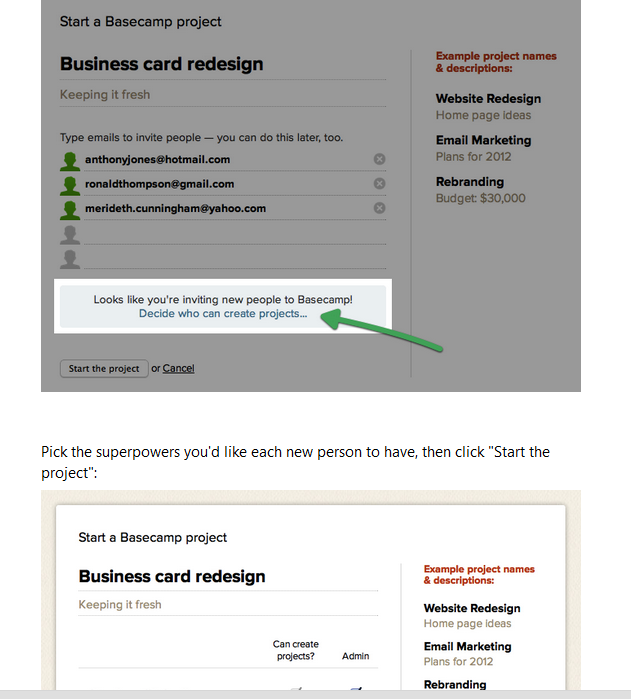 Start a Basecamp project
Business card redesign
Keeping it fresh
Type emails to invite people — you can do this later, too.
anthonyjones@hotmail.com
ronaldthompson@gmail.com
merideth.cunningham@yahoo.com
Looks like you're inviting new people to Basecamp!
Decide who can create projects...
Start the project or Cancel
Example project names
& descriptions:
Website Redesign
Home page ideas
Email Marketing
Plans for 2012
Rebranding
Budget: $30,000
Pick the superpowers you'd like each new person to have, then click "Start the
project":
Start a Basecamp project
Business card redesign
Keeping it fresh
Can create
projects? Admin
Example project names
& descriptions:
Website Redesign
Home page ideas
Email Marketing
Plans for 2012
Rebranding